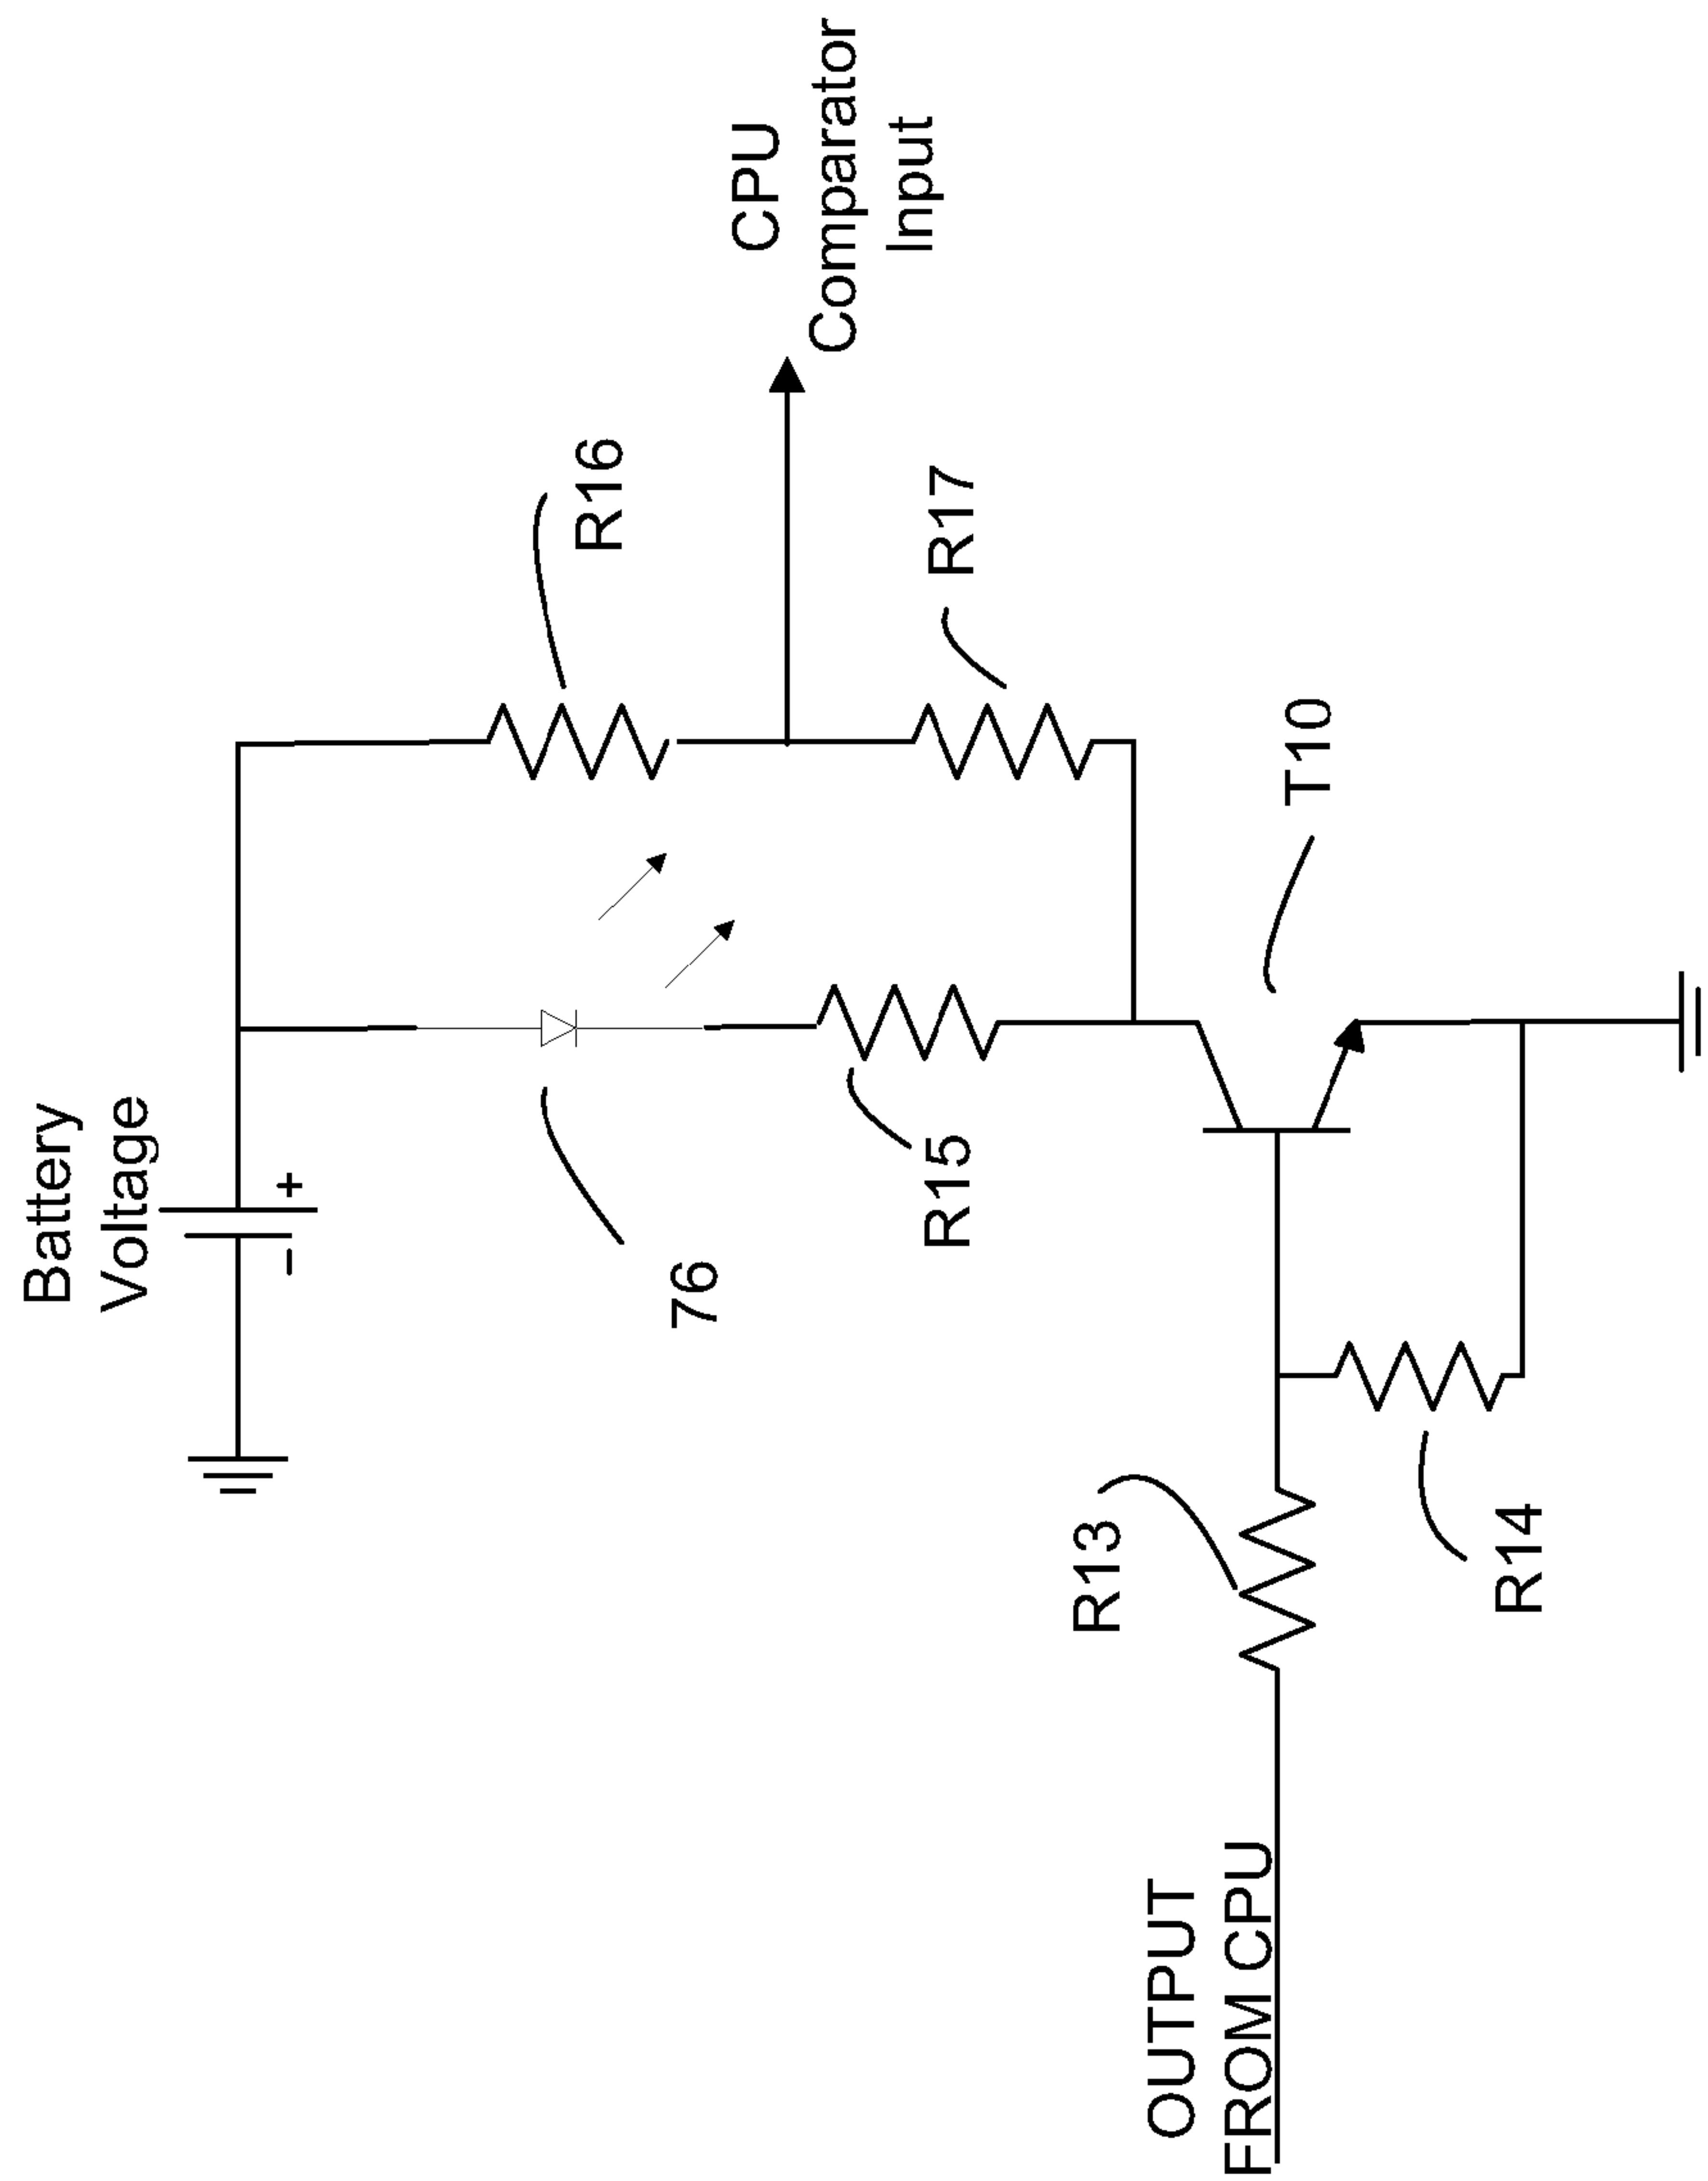 Battery
Voltage
− +
76
R15
R16
CPU
Comparator
Input
R17
T10
R13
R14
OUTPUT
FROM CPU